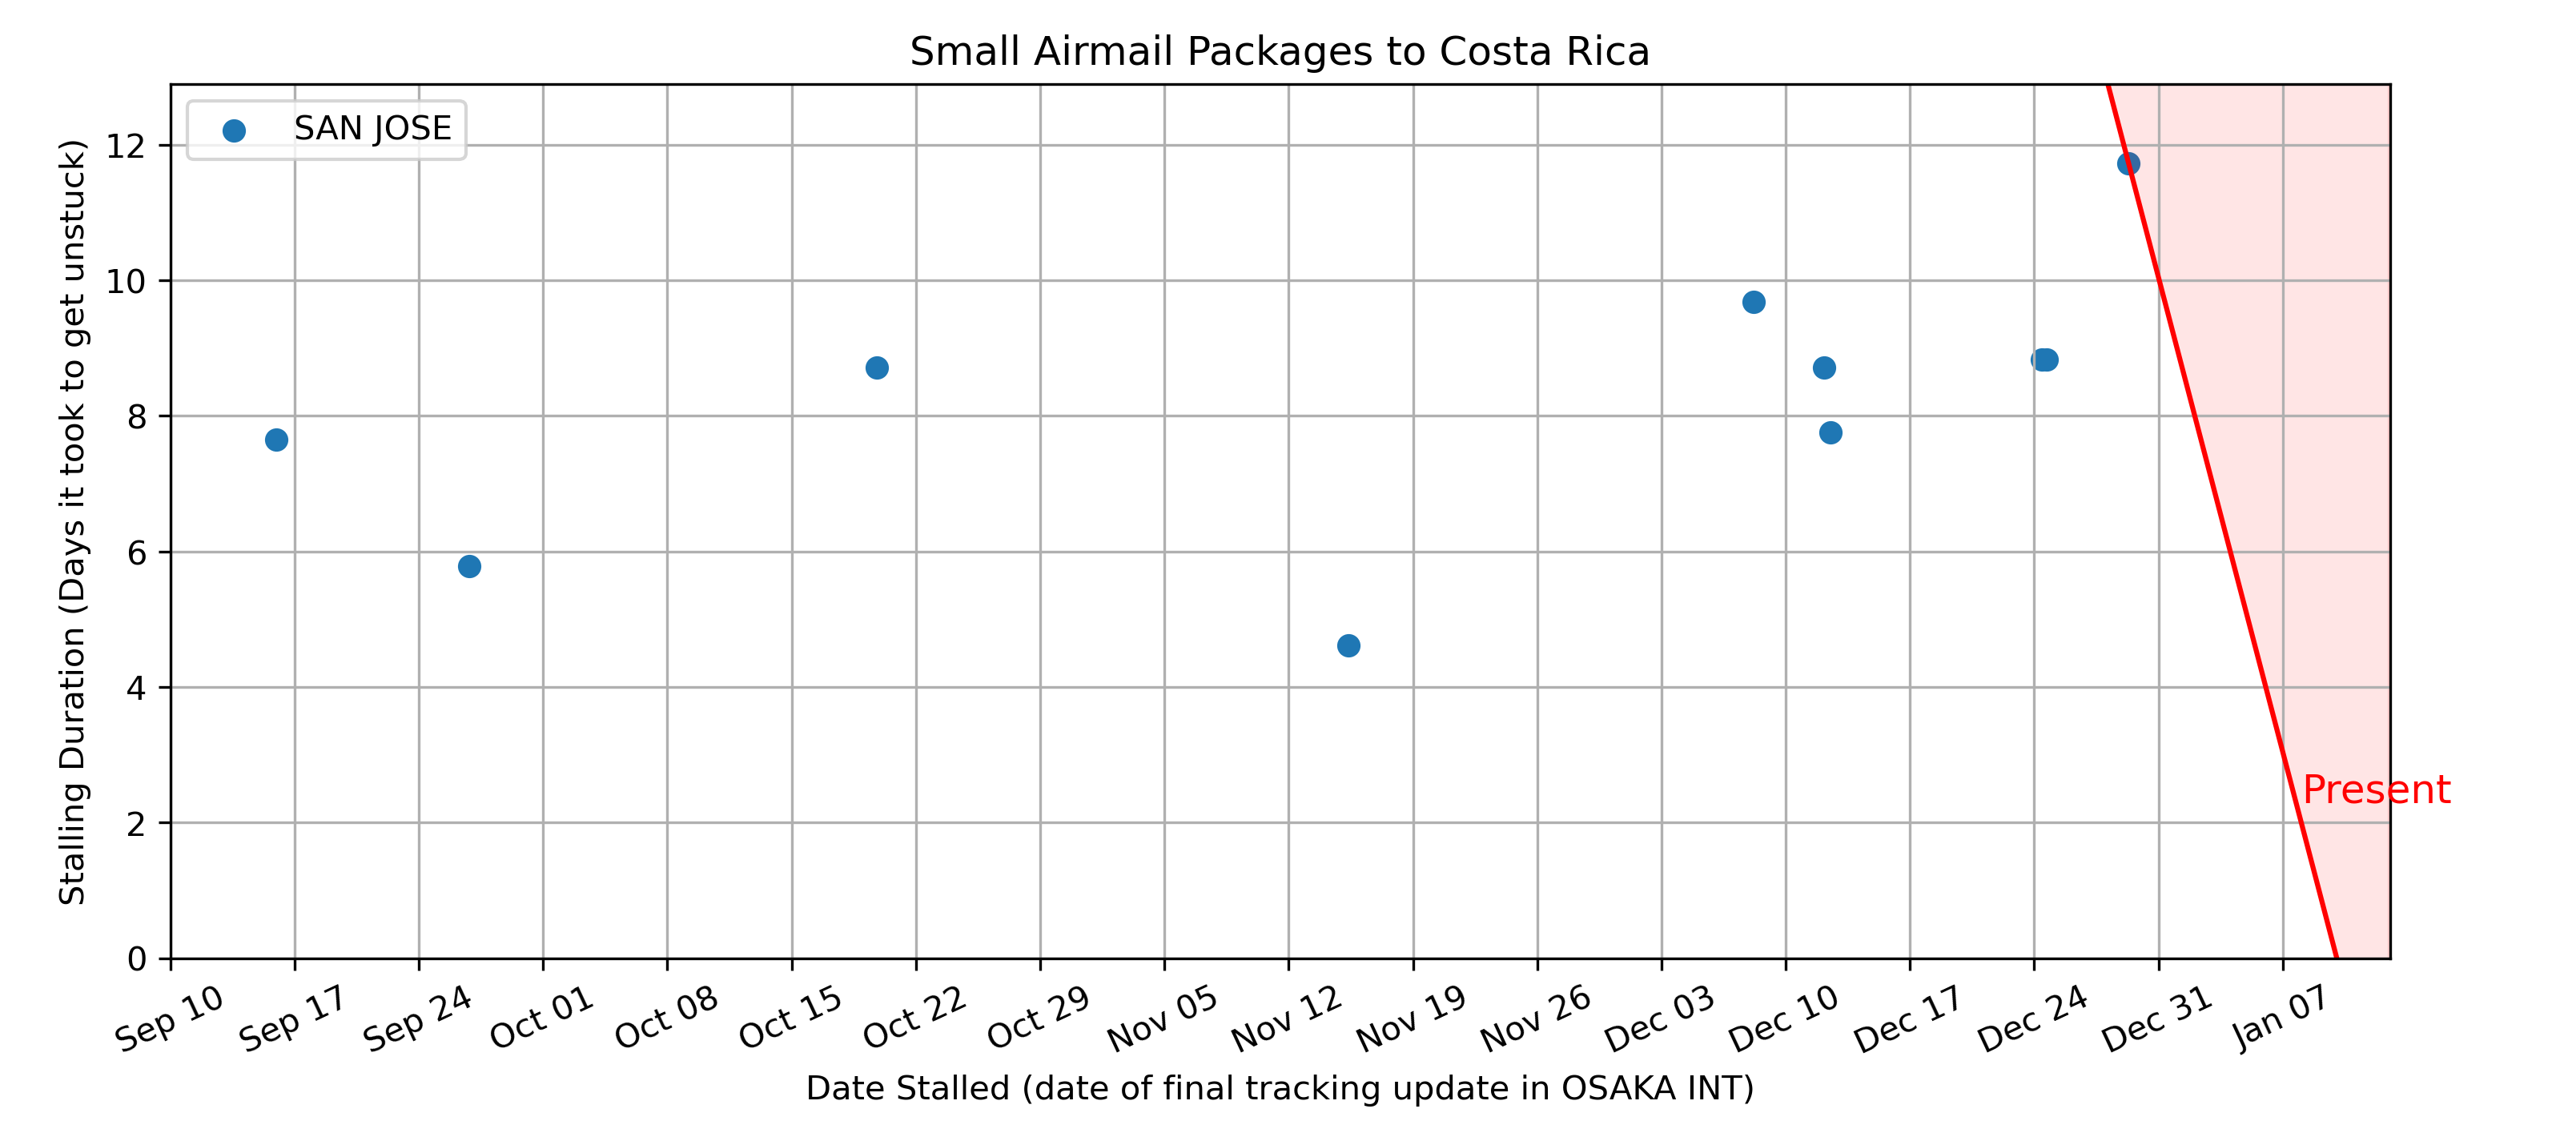 Small Airmail Packages to Costa Rica
SAN JOSE
Stalling Duration (Days it took to get unstuck)
12
10
8
6
4
2
0
Present
Sep 10
Sep 17
Sep 24
Oct 01
Oct 08
Oct 15
Oct 22
Oct 29
Nov 05
Nov 12
Nov 19
Nov 26
Dec 03
Dec 10
Dec 17
Dec 24
Dec 31
Jan 07
Date Stalled (date of final tracking update in OSAKA INT)